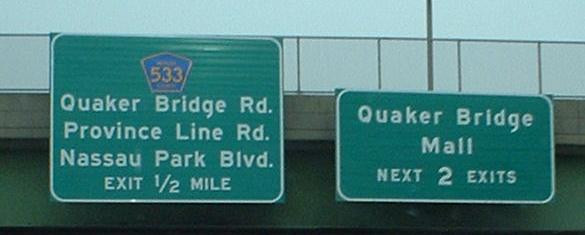 533
Quaker Bridge Rd.
Province Line Rd.
Nassau Park Blvd.
EXIT 1/2 MILE
Quaker Bridge
Mall
NEXT 2 EXITS